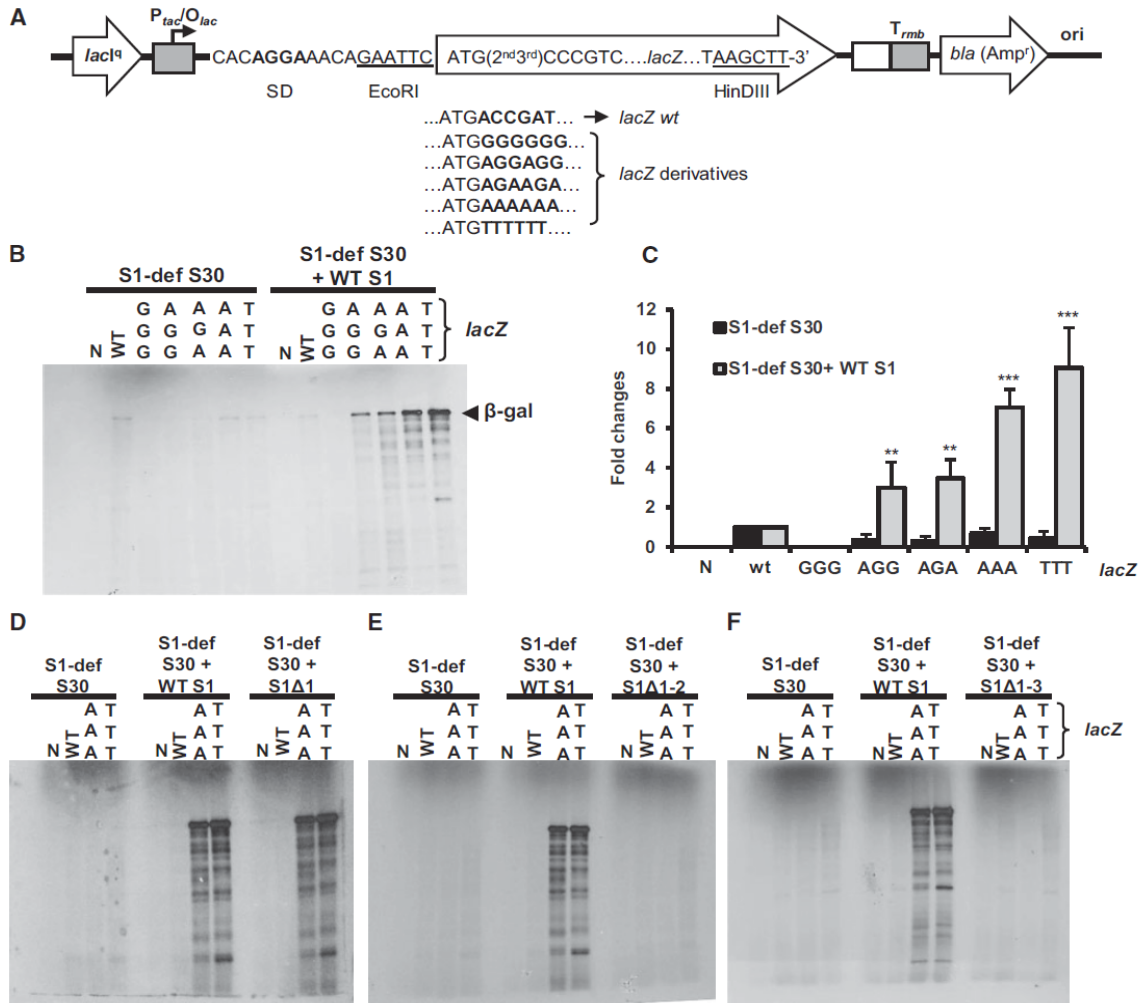 A
lacI^q
P_tac/O_lac
CACAGGAAACAGAATTC
ATG(2^nd3^rd)CCCGTC....lacZ...TAAGCTT-3'
T_rmb
bla (Amp^r)
ori
SD
EcoRI
HinDIII
...ATGACCGAT...
lacZ wt
...ATGGGGGGG...
...ATGAGGAGG...
...ATGAGAAGA...
...ATGAAAAAA...
...ATGTTTTTT....
lacZ derivatives
B
S1-def S30
S1-def S30
+ WT S1
G A A A T G A A A T
G G G A T G G G A T
N WT G G A A T N WT G G A A T
lacZ
β-gal
C
12
10
8
6
4
2
0
Fold changes
S1-def S30
S1-def S30+ WT S1
**
**
***
***
N wt GGG AGG AGA AAA TTT lacZ
D
S1-def
S30
S1-def
S30 +
WT S1
S1-def
S30 +
S1Δ1
A T A T A T
A T A T A T
N WT A T N WT A T N WT A T
E
S1-def
S30
S1-def
S30 +
WT S1
S1-def
S30 +
S1Δ1-2
A T A T A T
A T A T A T
N WT A T N WT A T N WT A T
F
S1-def
S30
S1-def
S30 +
WT S1
S1-def
S30 +
S1Δ1-3
A T A T A T
A T A T A T
N WT A T N WT A T N WT A T
lacZ